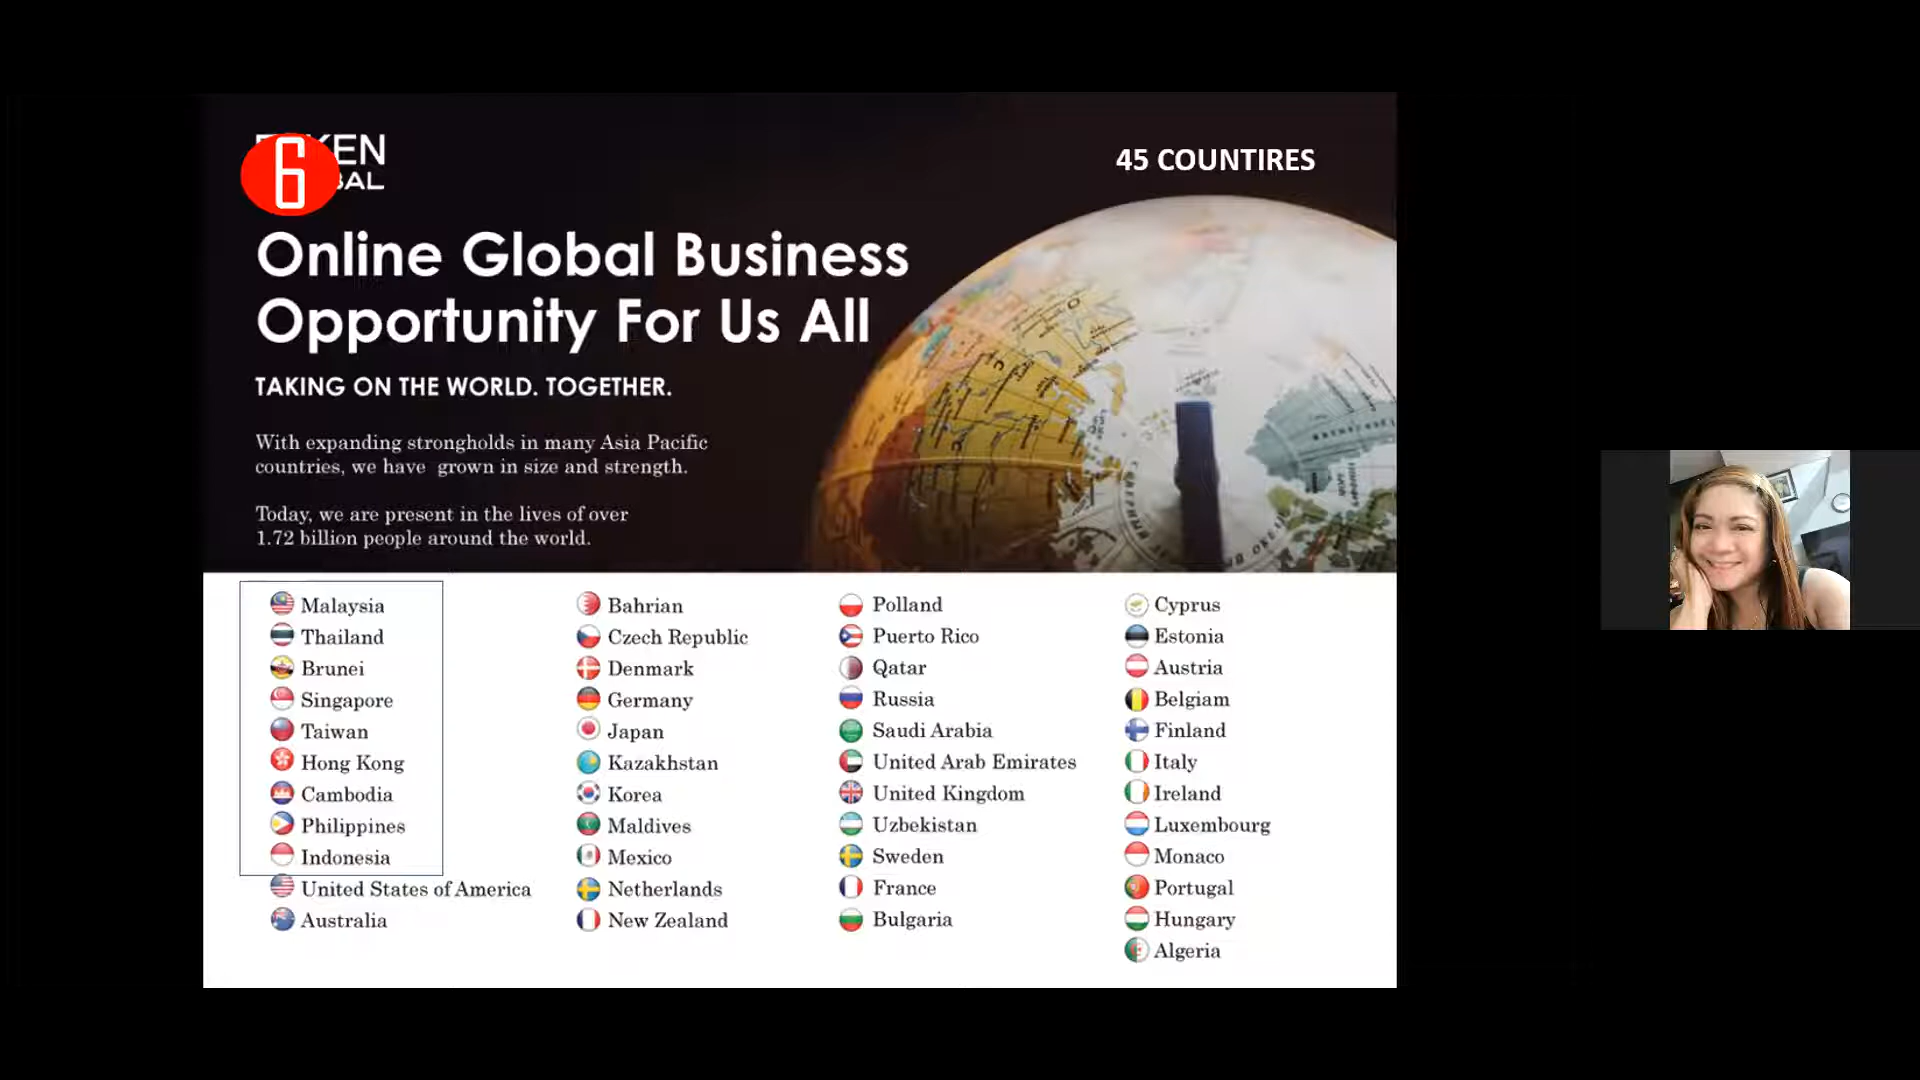 6
KEN
BAL
45 COUNTIRES
Online Global Business
Opportunity For Us All
TAKING ON THE WORLD. TOGETHER.
With expanding strongholds in many Asia Pacific
countries, we have grown in size and strength.
Today, we are present in the lives of over
1.72 billion people around the world.
Malaysia
Thailand
Brunei
Singapore
Taiwan
Hong Kong
Cambodia
Philippines
Indonesia
United States of America
Australia
Bahrian
Czech Republic
Denmark
Germany
Japan
Kazakhstan
Korea
Maldives
Mexico
Netherlands
New Zealand
Polland
Puerto Rico
Qatar
Russia
Saudi Arabia
United Arab Emirates
United Kingdom
Uzbekistan
Sweden
France
Bulgaria
Cyprus
Estonia
Austria
Belgiam
Finland
Italy
Ireland
Luxembourg
Monaco
Portugal
Hungary
Algeria